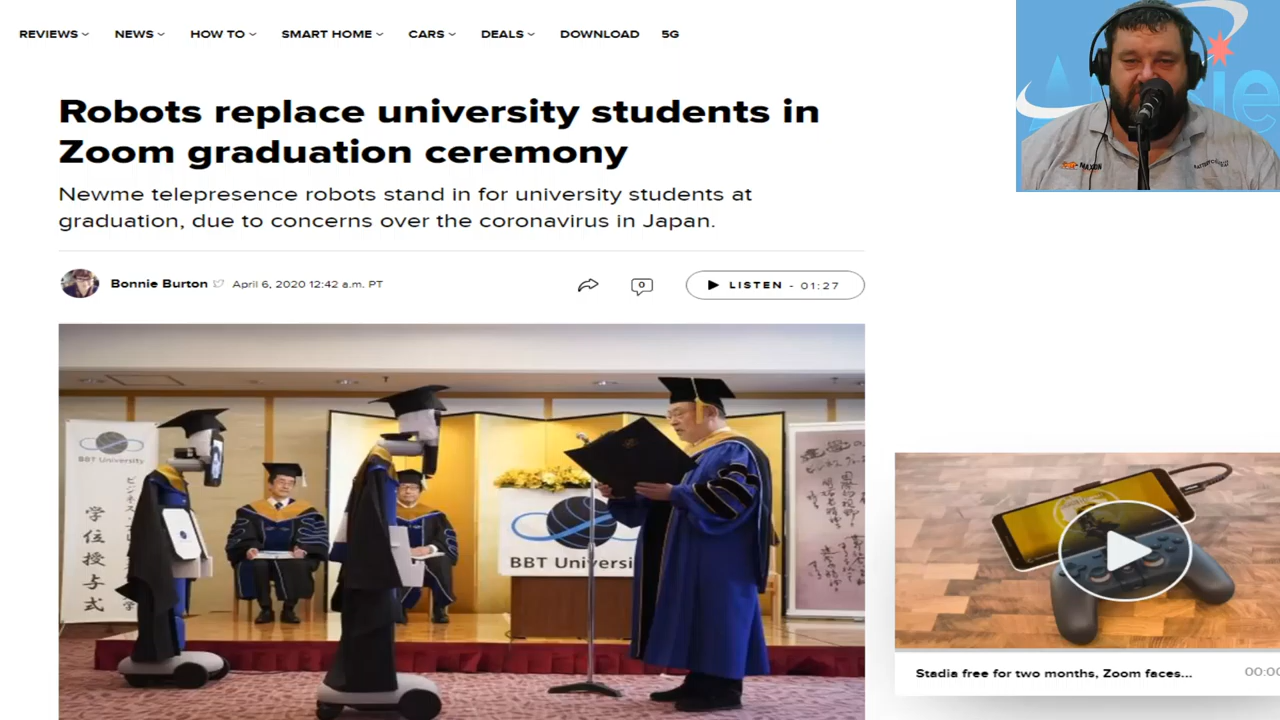 REVIEWS NEWS HOW TO SMART HOME CARS DEALS DOWNLOAD 5G
Robots replace university students in
Zoom graduation ceremony
Newme telepresence robots stand in for university students at
graduation, due to concerns over the coronavirus in Japan.
Bonnie Burton April 6, 2020 12:42 a.m. PT
0
LISTEN - 01:27
BBT University
学位授与式
BBT Universi
Stadia free for two months, Zoom faces...
00:00